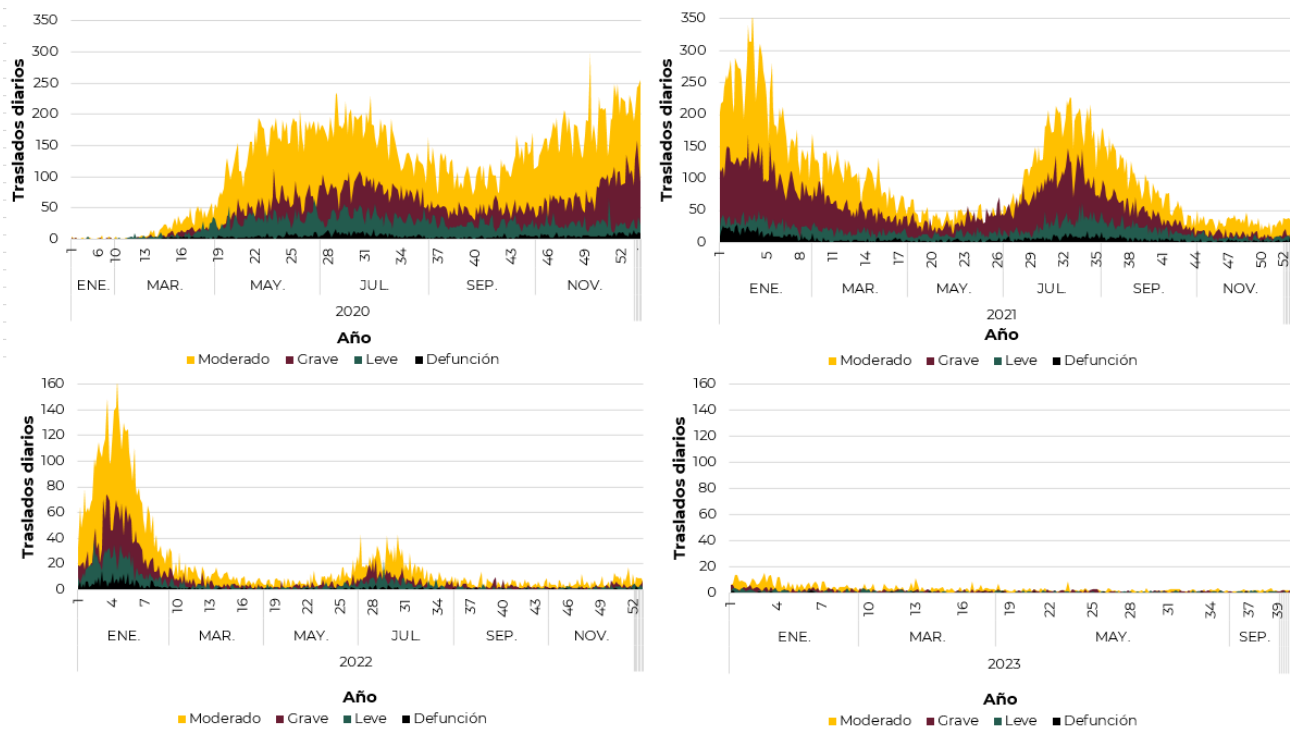 350
300
250
200
150
100
50
0
Traslados diarios
1 6 10 13 16 19 22 25 28 31 34 37 40 43 46 49 52
ENE. MAR. MAY. JUL. SEP. NOV.
2020
Año
Moderado Grave Leve Defunción
350
300
250
200
150
100
50
0
Traslados diarios
1 5 8 11 14 17 20 23 26 29 32 35 38 41 44 47 50 52
ENE. MAR. MAY. JUL. SEP. NOV.
2021
Año
Moderado Grave Leve Defunción
160
140
120
100
80
60
40
20
0
Traslados diarios
1 4 7 10 13 16 19 22 25 28 31 34 37 40 43 46 49 52
ENE. MAR. MAY. JUL. SEP. NOV.
2022
Año
Moderado Grave Leve Defunción
160
140
120
100
80
60
40
20
0
Traslados diarios
1 4 7 10 13 16 19 22 25 28 31 34 37 39
ENE. MAR. MAY. SEP.
2023
Año
Moderado Grave Leve Defunción